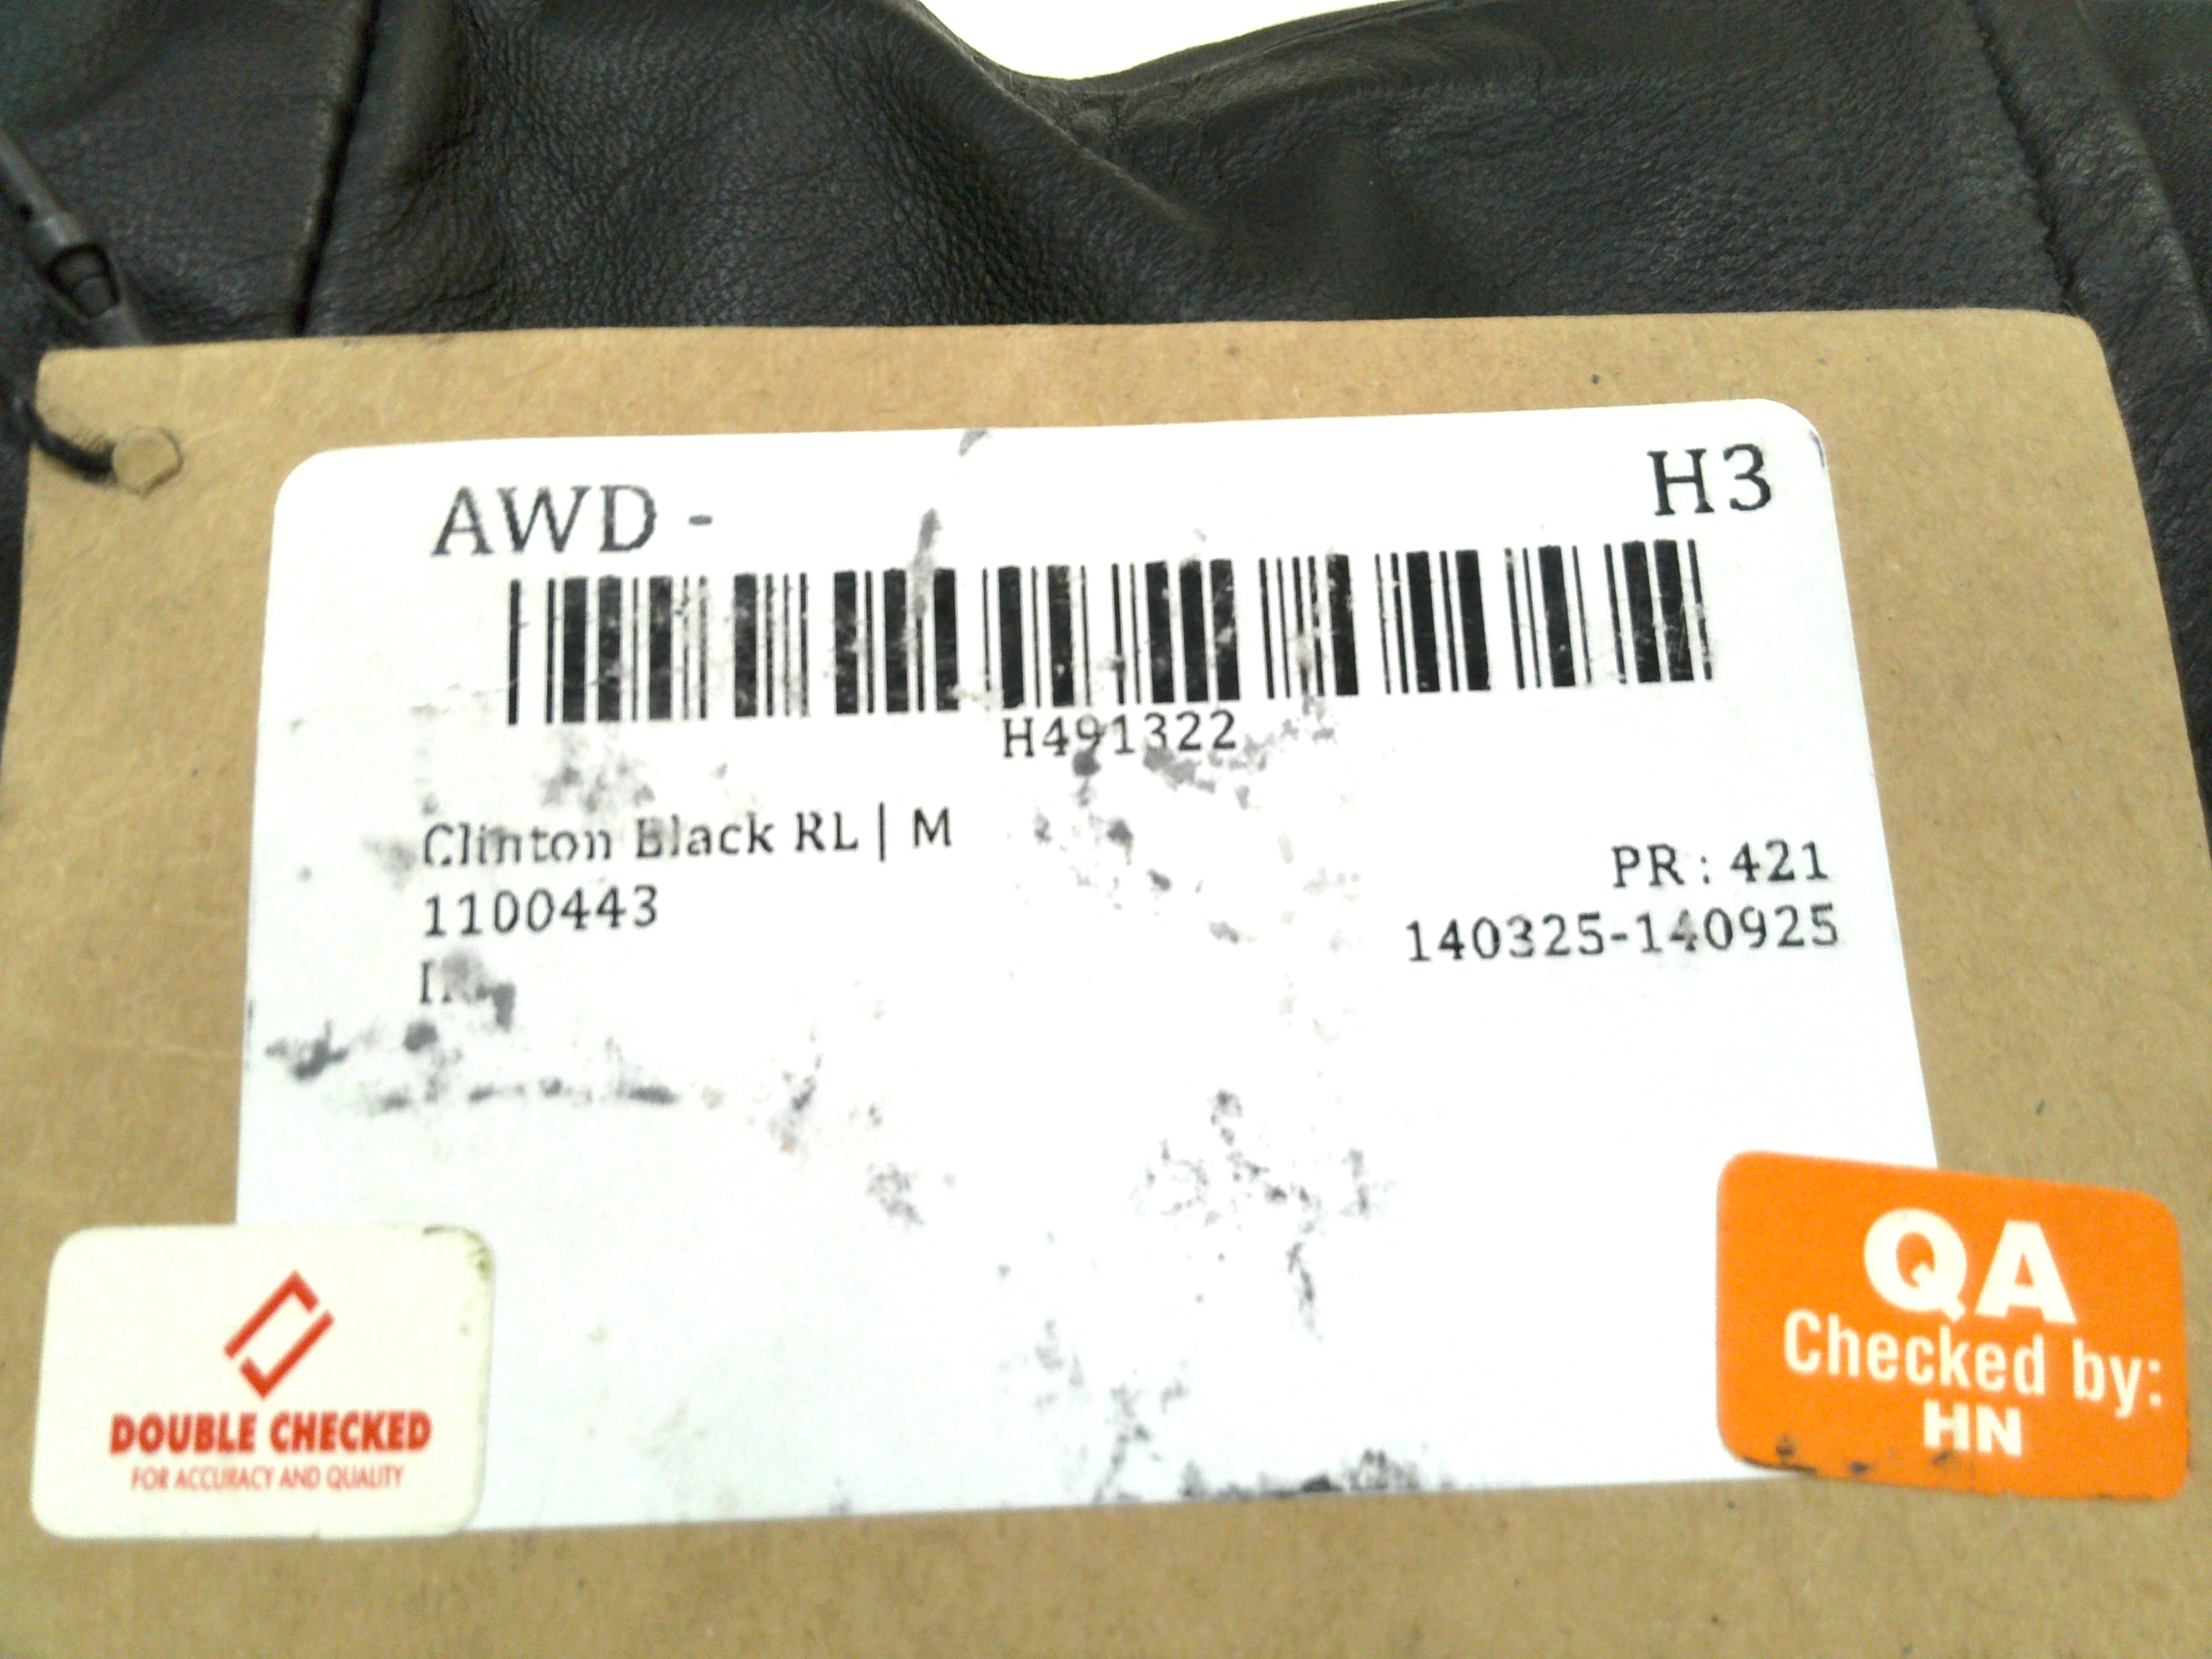 AWD -
H3
H491322
Clinton Black RL | M
1100443
PR : 421
140325-140925
DOUBLE CHECKED
FOR ACCURACY AND QUALITY
QA
Checked by:
HN